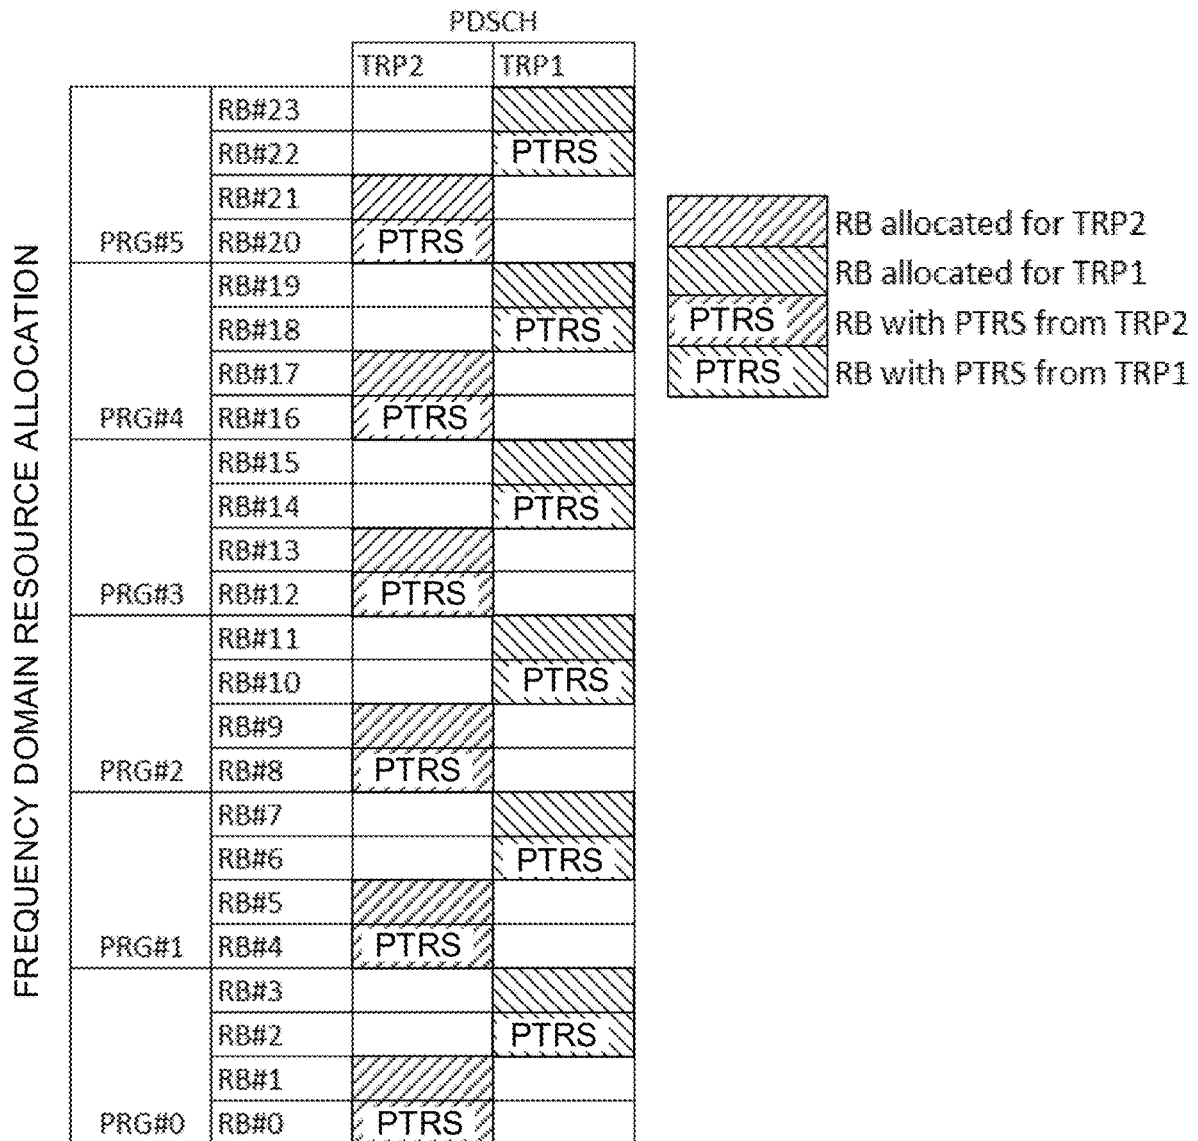 PDSCH
TRP2 TRP1
RB#23
RB#22 PTRS
RB#21
PRG#5 RB#20 PTRS
RB#19
RB#18 PTRS
RB#17
PRG#4 RB#16 PTRS
RB#15
RB#14 PTRS
RB#13
PRG#3 RB#12 PTRS
RB#11
RB#10 PTRS
RB#9
PRG#2 RB#8 PTRS
RB#7
RB#6 PTRS
RB#5
PRG#1 RB#4 PTRS
RB#3
RB#2 PTRS
RB#1
PRG#0 RB#0 PTRS
FREQUENCY DOMAIN RESOURCE ALLOCATION
RB allocated for TRP2
RB allocated for TRP1
PTRS RB with PTRS from TRP2
PTRS RB with PTRS from TRP1